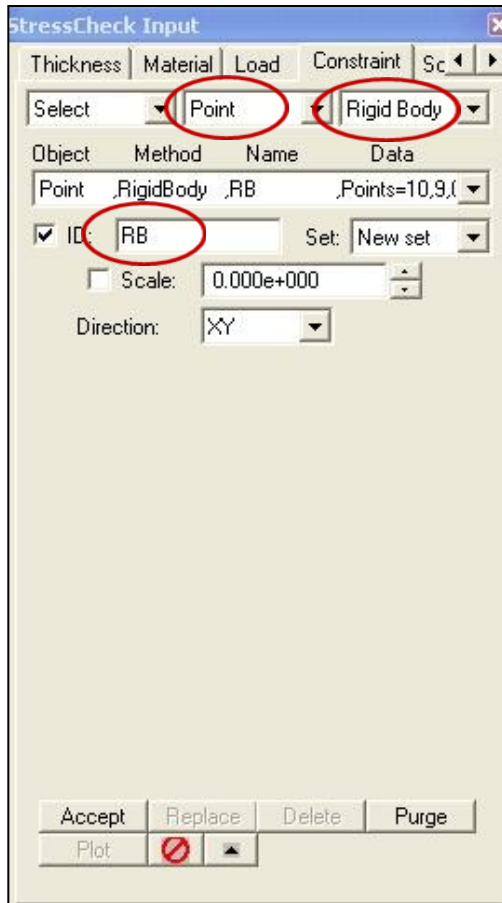 StressCheck Input
Thickness Material Load Constraint Sc
Select Point Rigid Body
Object Method Name Data
Point ,RigidBody ,RB ,Points=10,9,(
ID: RB Set: New set
Scale: 0.000e+000
Direction: XY
Accept Replace Delete Purge
Plot